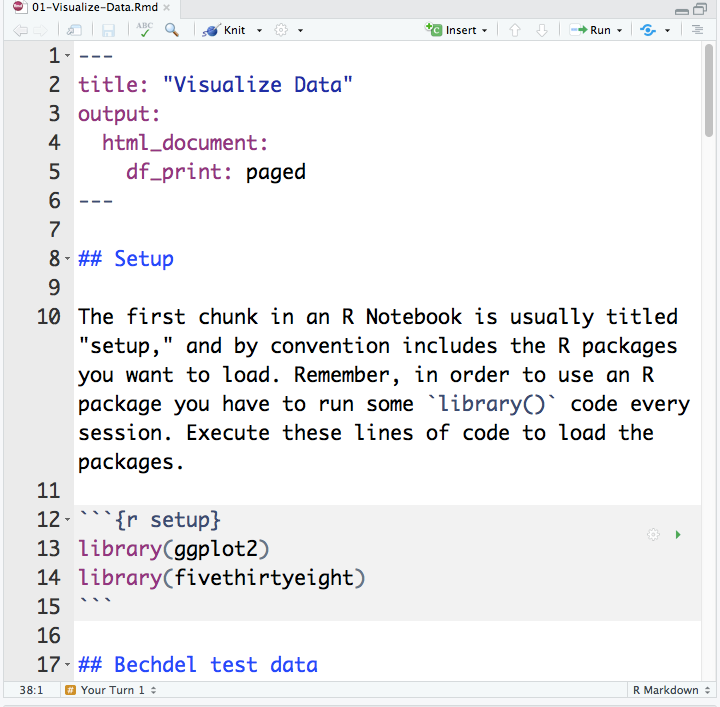 01-Visualize-Data.Rmd ×
ABC Knit Insert Run
1 ---
2 title: "Visualize Data"
3 output:
4   html_document:
5     df_print: paged
6 ---
7
8 ## Setup
9
10 The first chunk in an R Notebook is usually titled
"setup," and by convention includes the R packages
you want to load. Remember, in order to use an R
package you have to run some `library()` code every
session. Execute these lines of code to load the
packages.
11
12 ```{r setup}
13 library(ggplot2)
14 library(fivethirtyeight)
15 ```
16
17 ## Bechdel test data
38:1 # Your Turn 1 R Markdown